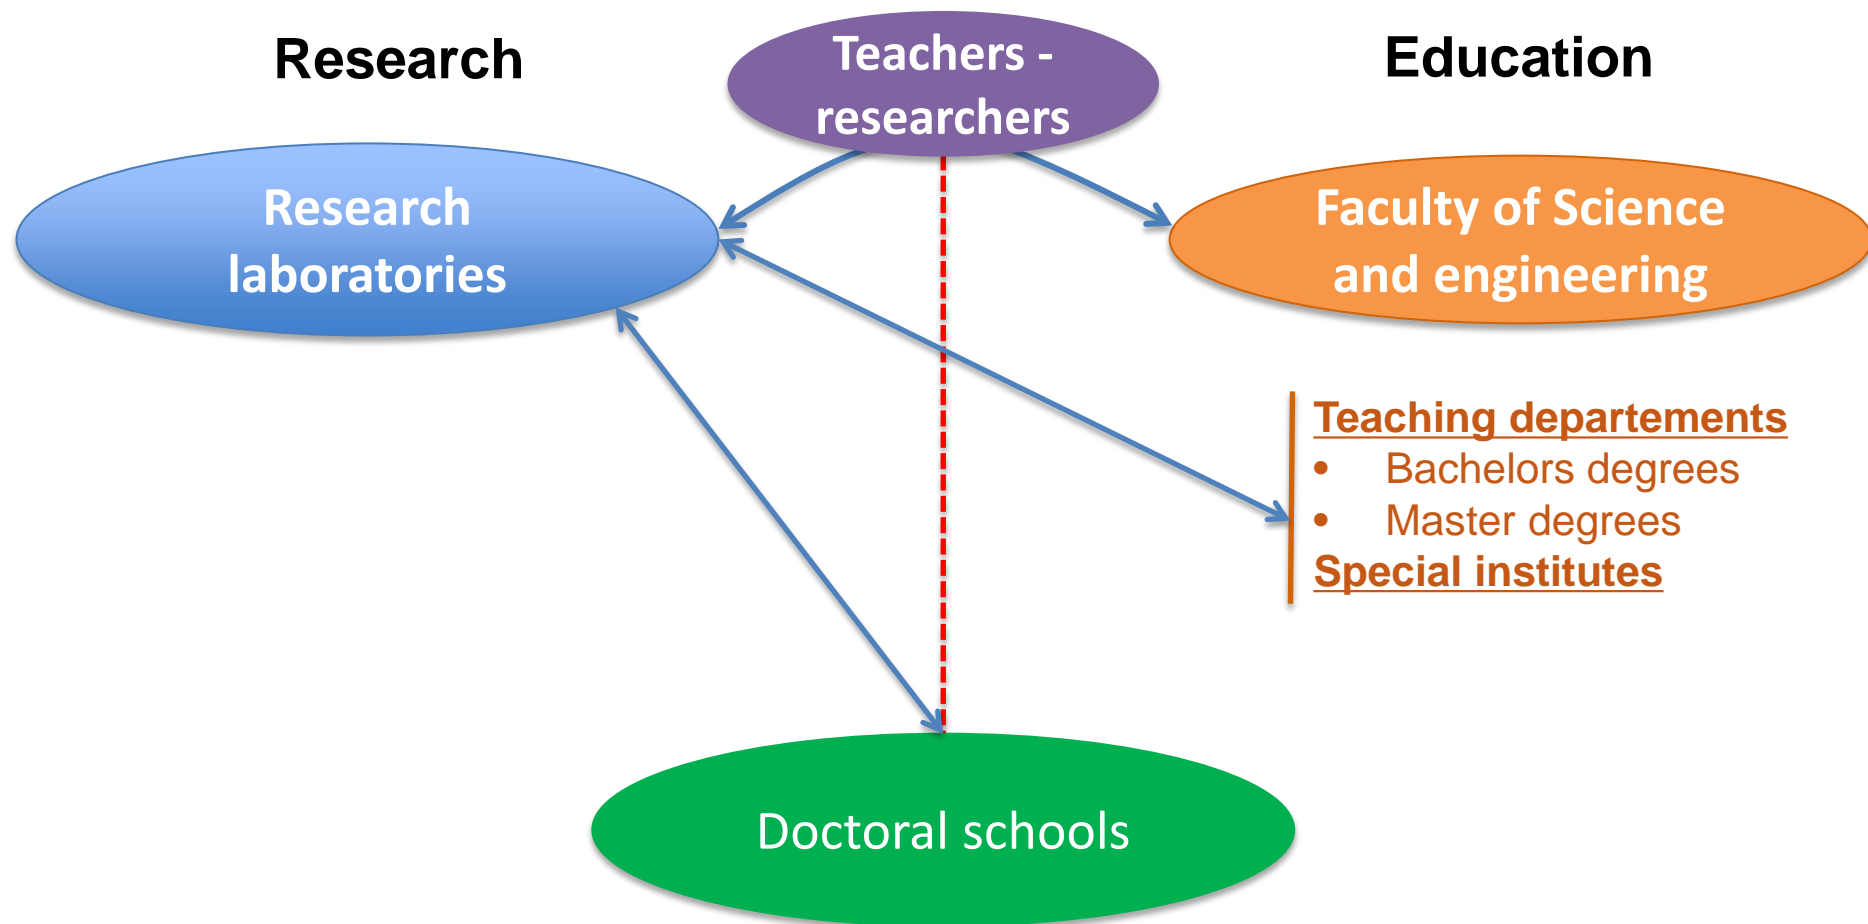 Research
Teachers -
researchers
Education
Research
laboratories
Faculty of Science
and engineering
Teaching departements
• Bachelors degrees
• Master degrees
Special institutes
Doctoral schools